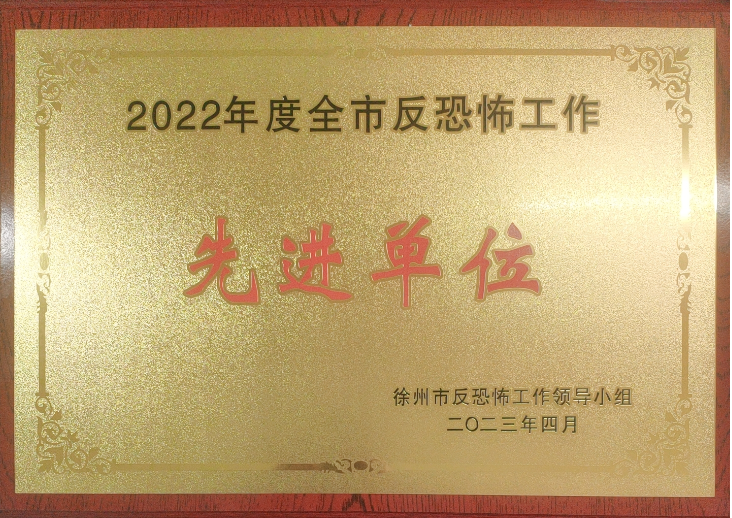 2022年度全市反恐怖工作
先进单位
徐州市反恐怖工作领导小组
二〇二三年四月